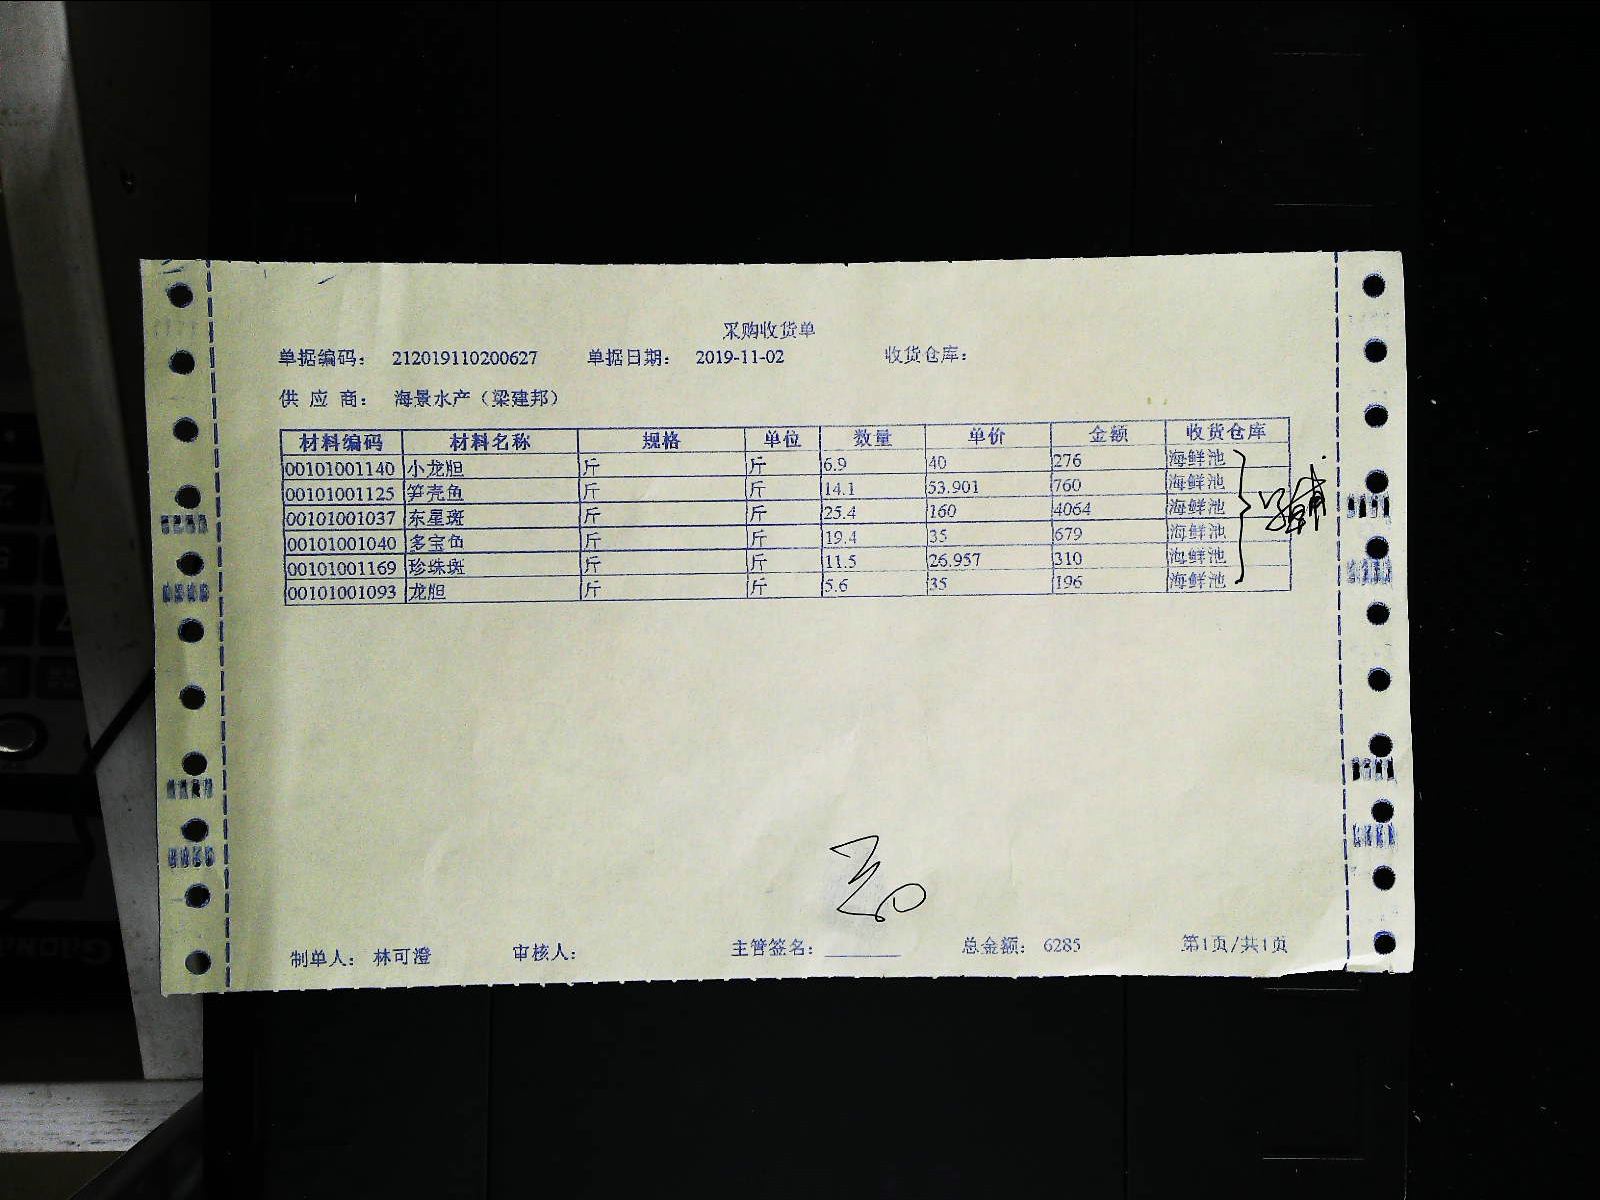 采购收货单
单据编码： 212019110200627 单据日期： 2019-11-02 收货仓库：
供 应 商： 海景水产（梁建邦）
材料编码 材料名称 规格 单位 数量 单价 金额 收货仓库
00101001140 小龙胆 斤 斤 6.9 40 276 海鲜池
00101001125 笋壳鱼 斤 斤 14.1 53.901 760 海鲜池
00101001037 东星斑 斤 斤 25.4 160 4064 海鲜池
00101001040 多宝鱼 斤 斤 19.4 35 679 海鲜池
00101001169 珍珠斑 斤 斤 11.5 26.957 310 海鲜池
00101001093 龙胆 斤 斤 5.6 35 196 海鲜池
制单人： 林可澄 审核人： 主管签名： 总金额： 6285 第1页/共1页